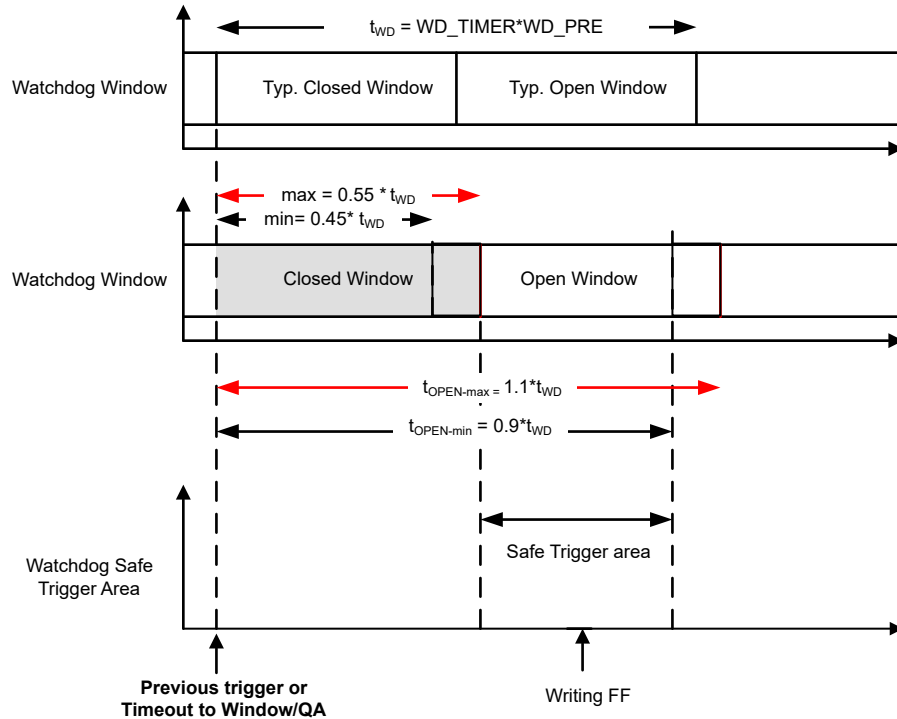 tWD = WD_TIMER*WD_PRE
Watchdog Window
Typ. Closed Window
Typ. Open Window
max = 0.55 * tWD
min= 0.45* tWD
Watchdog Window
Closed Window
Open Window
tOPEN-max = 1.1*tWD
tOPEN-min = 0.9*tWD
Safe Trigger area
Watchdog Safe
Trigger Area
Previous trigger or
Timeout to Window/QA
Writing FF